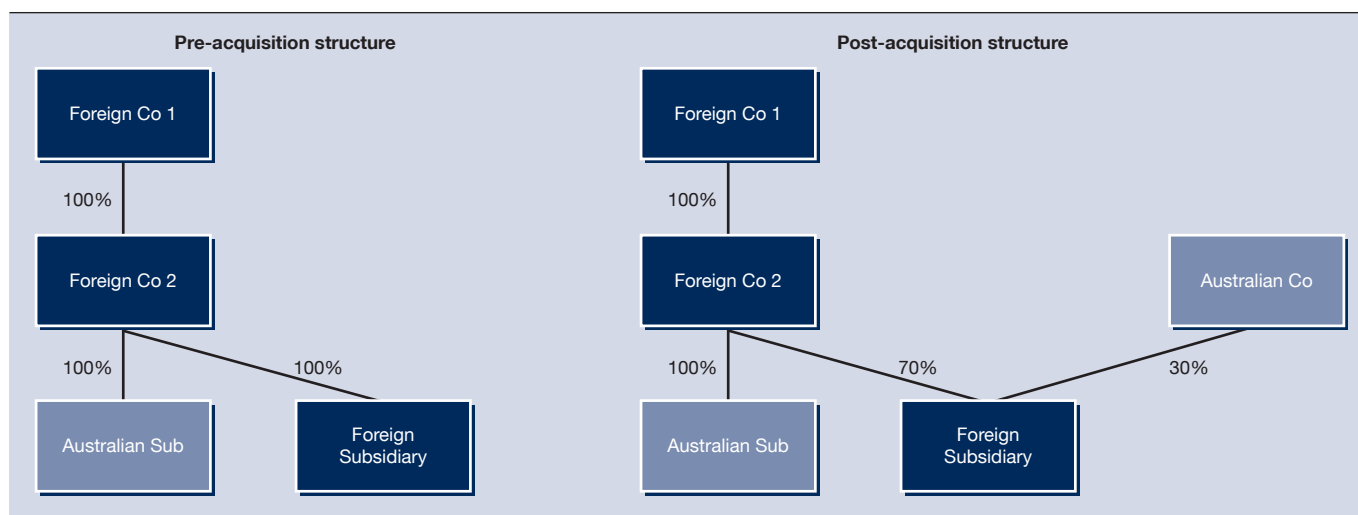 Pre-acquisition structure
Foreign Co 1
100%
Foreign Co 2
100%
100%
Australian Sub
Foreign
Subsidiary
Post-acquisition structure
Foreign Co 1
100%
Foreign Co 2
Australian Co
100%
70%
30%
Australian Sub
Foreign
Subsidiary